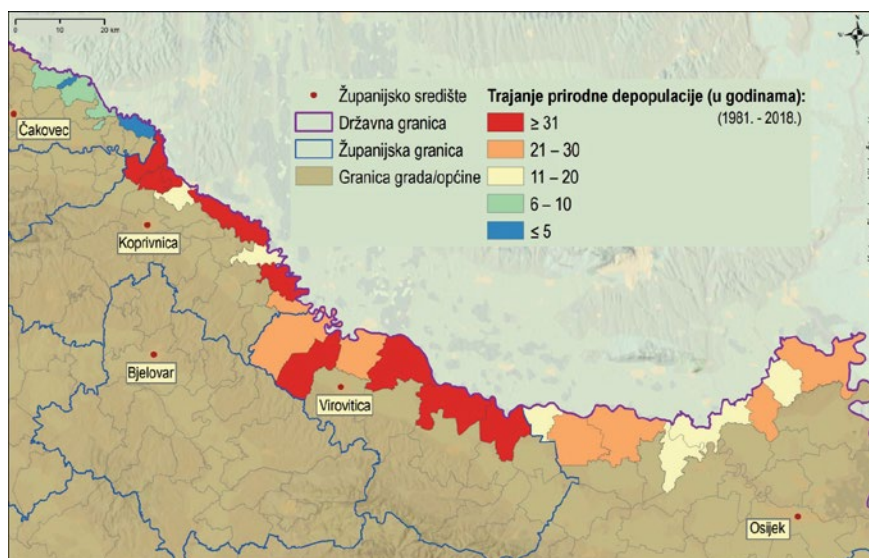 0 10 20 km
N
Županijsko središte
Državna granica
Županijska granica
Granica grada/općine
Trajanje prirodne depopulacije (u godinama):
(1981. - 2018.)
≥ 31
21 – 30
11 – 20
6 – 10
≤ 5
Čakovec
Koprivnica
Bjelovar
Virovitica
Osijek